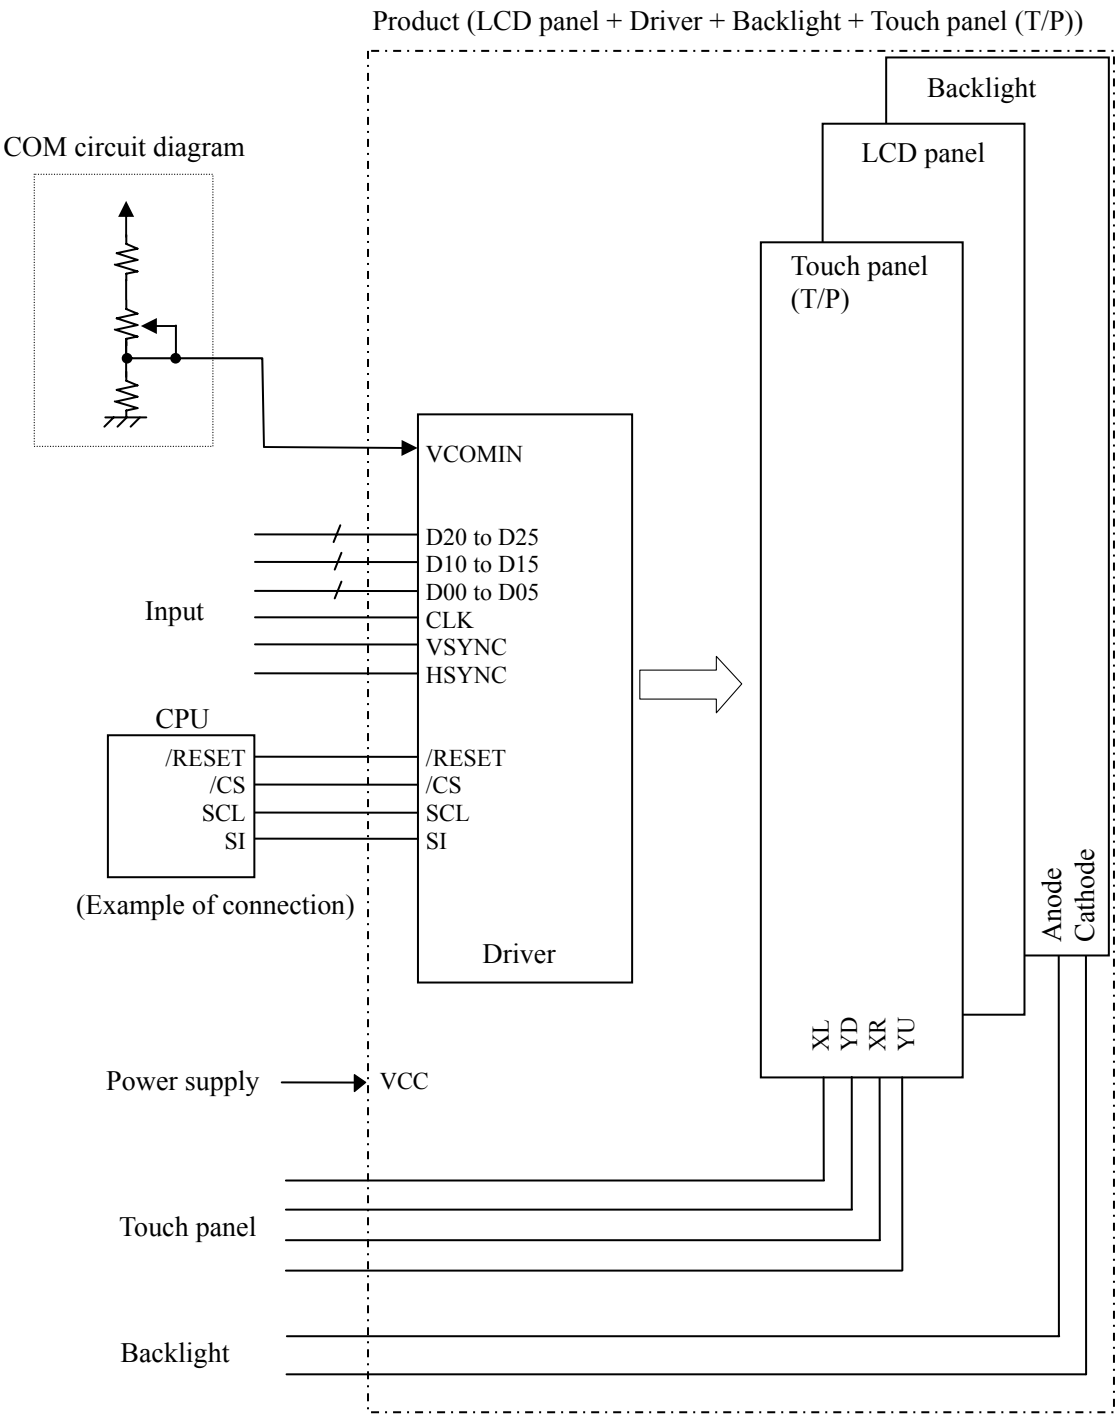 Product (LCD panel + Driver + Backlight + Touch panel (T/P))
Backlight
COM circuit diagram
LCD panel
Touch panel
(T/P)
VCOMIN
D20 to D25
D10 to D15
D00 to D05
Input
CLK
VSYNC
HSYNC
CPU
/RESET
/CS
SCL
SI
/RESET
/CS
SCL
SI
(Example of connection)
Driver
Anode
Cathode
XL
YD
XR
YU
Power supply
VCC
Touch panel
Backlight